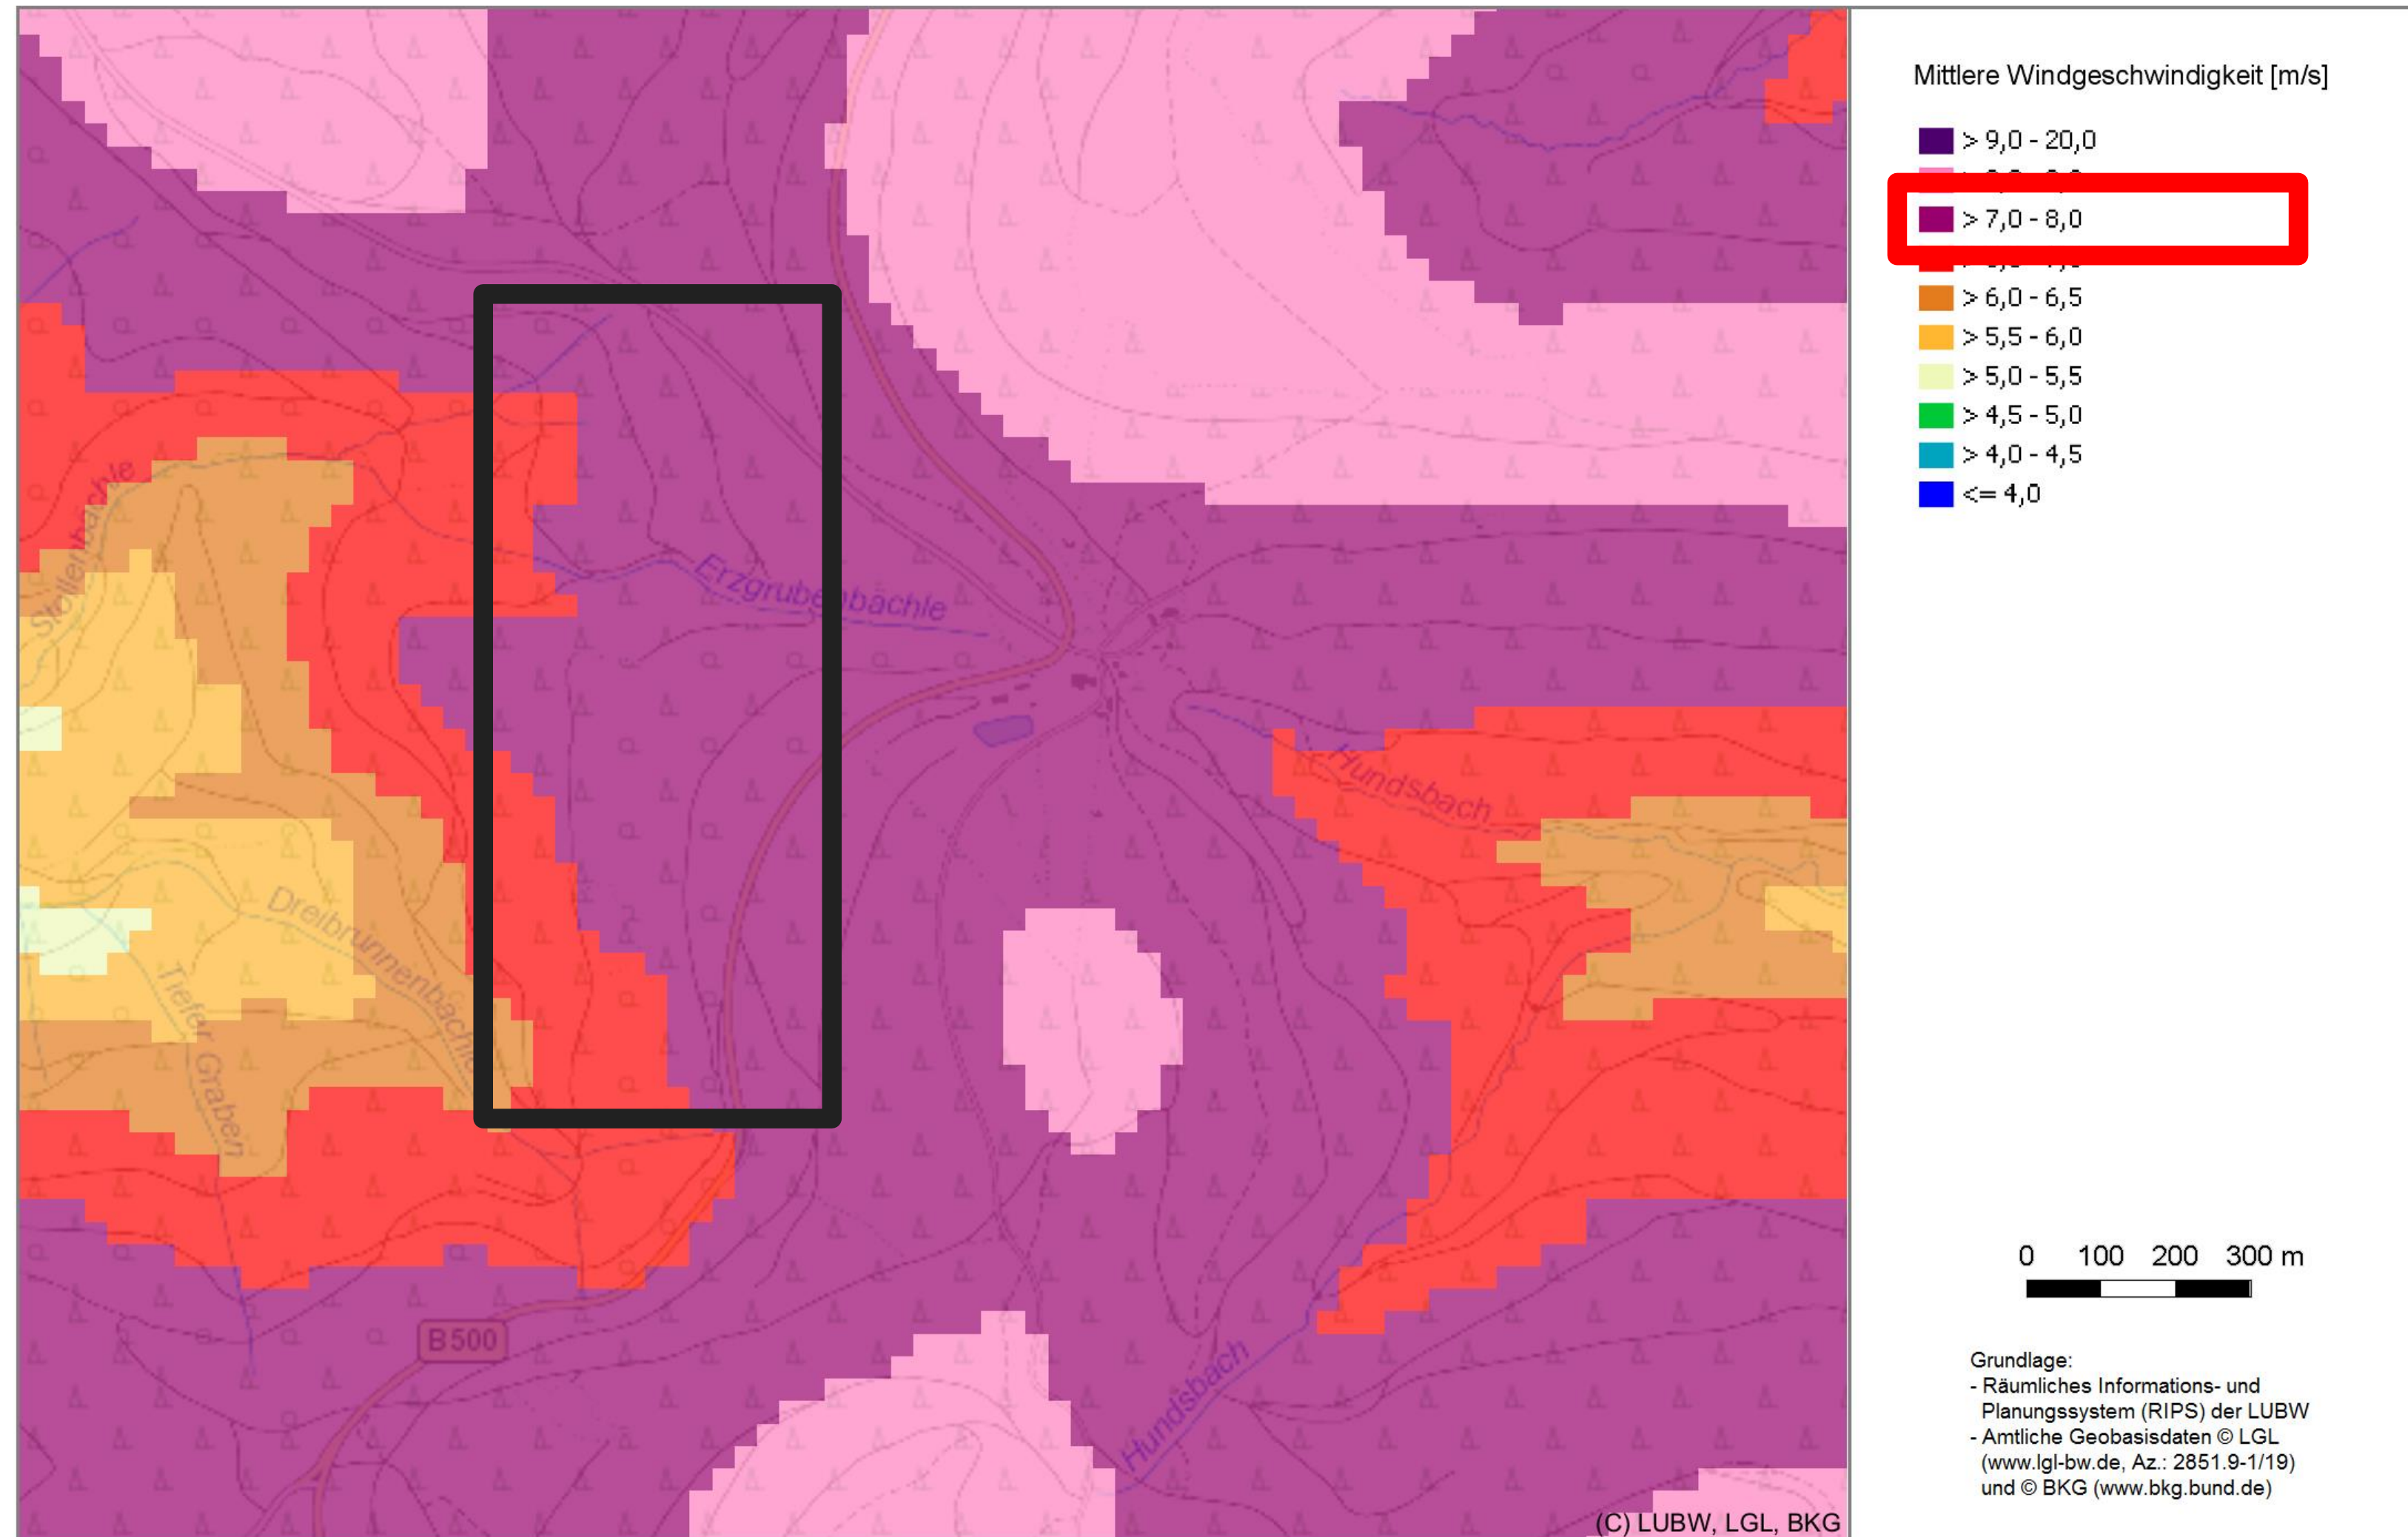 Mittlere Windgeschwindigkeit [m/s]
> 9,0 - 20,0
> 7,0 - 8,0
> 6,0 - 6,5
> 5,5 - 6,0
> 5,0 - 5,5
> 4,5 - 5,0
> 4,0 - 4,5
<= 4,0
Stollenbächle
Erzgrubenbächle
Hundsbach
Dreibrunnenbächle
Tiefer Graben
B500
Hundsbach
0 100 200 300 m
Grundlage:
- Räumliches Informations- und
Planungssystem (RIPS) der LUBW
- Amtliche Geobasisdaten © LGL
(www.lgl-bw.de, Az.: 2851.9-1/19)
und © BKG (www.bkg.bund.de)
(C) LUBW, LGL, BKG